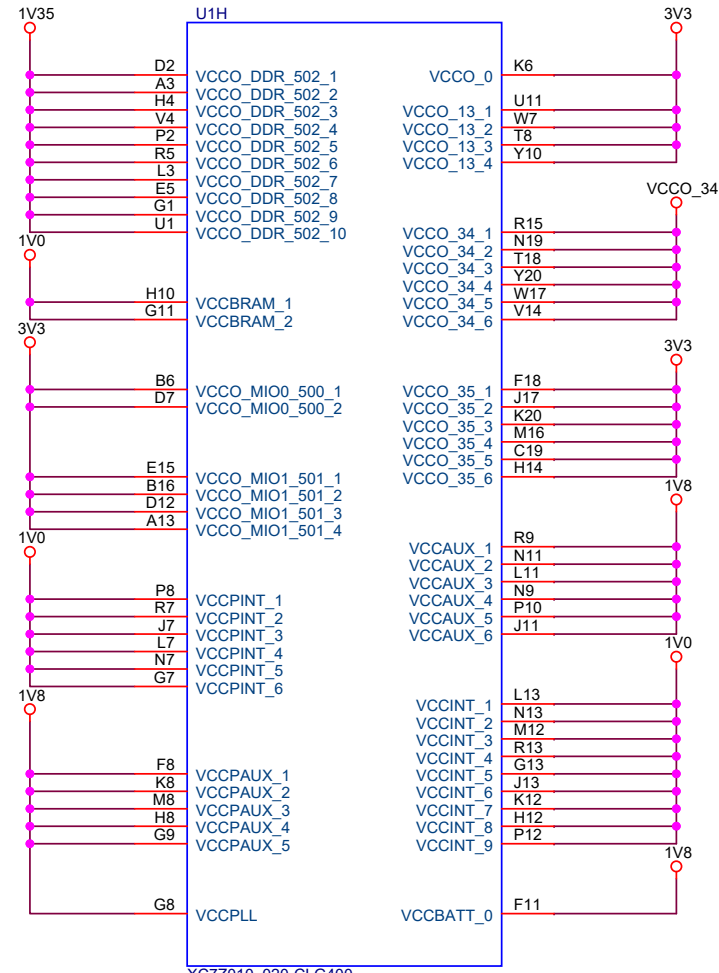 U1H
1V35
D2 VCCO_DDR_502_1
A3 VCCO_DDR_502_2
H4 VCCO_DDR_502_3
V4 VCCO_DDR_502_4
P2 VCCO_DDR_502_5
R5 VCCO_DDR_502_6
L3 VCCO_DDR_502_7
E5 VCCO_DDR_502_8
G1 VCCO_DDR_502_9
U1 VCCO_DDR_502_10
1V0
H10 VCCBRAM_1
G11 VCCBRAM_2
3V3
B6 VCCO_MIO0_500_1
D7 VCCO_MIO0_500_2
E15 VCCO_MIO1_501_1
B16 VCCO_MIO1_501_2
D12 VCCO_MIO1_501_3
A13 VCCO_MIO1_501_4
1V0
P8 VCCPINT_1
R7 VCCPINT_2
J7 VCCPINT_3
L7 VCCPINT_4
N7 VCCPINT_5
G7 VCCPINT_6
1V8
F8 VCCPAUX_1
K8 VCCPAUX_2
M8 VCCPAUX_3
H8 VCCPAUX_4
G9 VCCPAUX_5
G8 VCCPLL
3V3
VCCO_0 K6
VCCO_13_1 U11
VCCO_13_2 W7
VCCO_13_3 T8
VCCO_13_4 Y10
VCCO_34
VCCO_34_1 R15
VCCO_34_2 N19
VCCO_34_3 T18
VCCO_34_4 Y20
VCCO_34_5 W17
VCCO_34_6 V14
3V3
VCCO_35_1 F18
VCCO_35_2 J17
VCCO_35_3 K20
VCCO_35_4 M16
VCCO_35_5 C19
VCCO_35_6 H14
1V8
VCCAUX_1 R9
VCCAUX_2 N11
VCCAUX_3 L11
VCCAUX_4 N9
VCCAUX_5 P10
VCCAUX_6 J11
1V0
VCCINT_1 L13
VCCINT_2 N13
VCCINT_3 M12
VCCINT_4 R13
VCCINT_5 G13
VCCINT_6 J13
VCCINT_7 K12
VCCINT_8 H12
VCCINT_9 P12
1V8
VCCBATT_0 F11